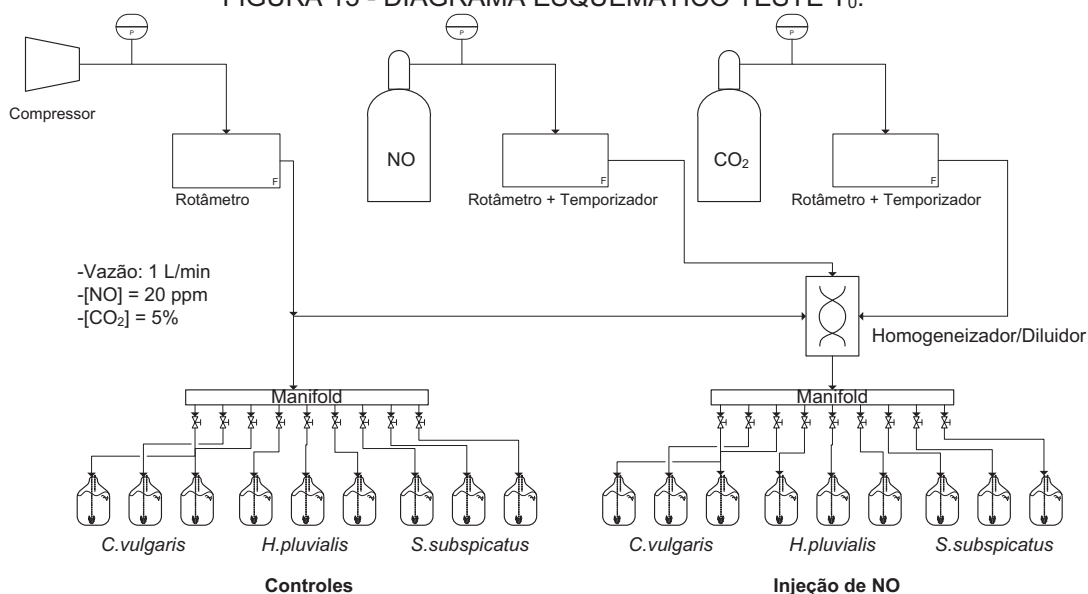 FIGURA 13 - DIAGRAMA ESQUEMÁTICO TESTE T0.
P
P
P
Compressor
NO
CO2
F
F
F
Rotâmetro
Rotâmetro + Temporizador
Rotâmetro + Temporizador
-Vazão: 1 L/min
-[NO] = 20 ppm
-[CO2] = 5%
Homogeneizador/Diluidor
Manifold
Manifold
C.vulgaris
H.pluvialis
S.subspicatus
C.vulgaris
H.pluvialis
S.subspicatus
Controles
Injeção de NO